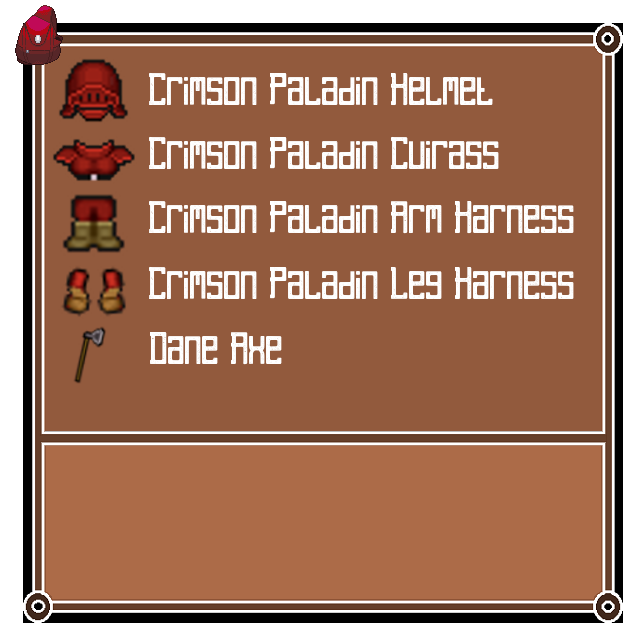 Crimson Paladin Helmet
Crimson Paladin Cuirass
Crimson Paladin Arm Harness
Crimson Paladin Leg Harness
Dane Axe